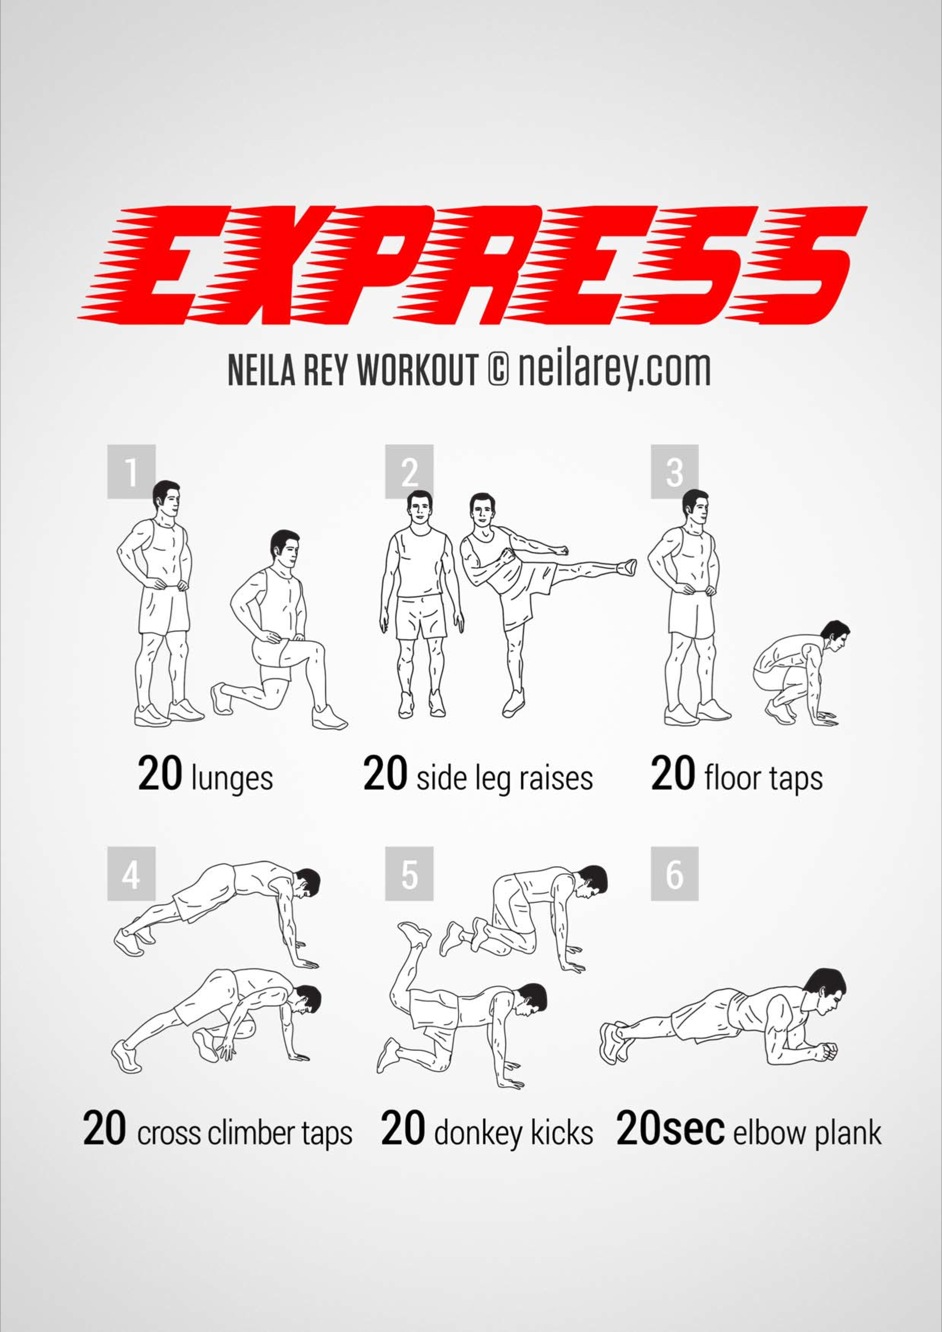 EXPRESS
NEILA REY WORKOUT © neilarey.com
1
2
3
20 lunges
20 side leg raises
20 floor taps
4
5
6
20 cross climber taps
20 donkey kicks
20sec elbow plank